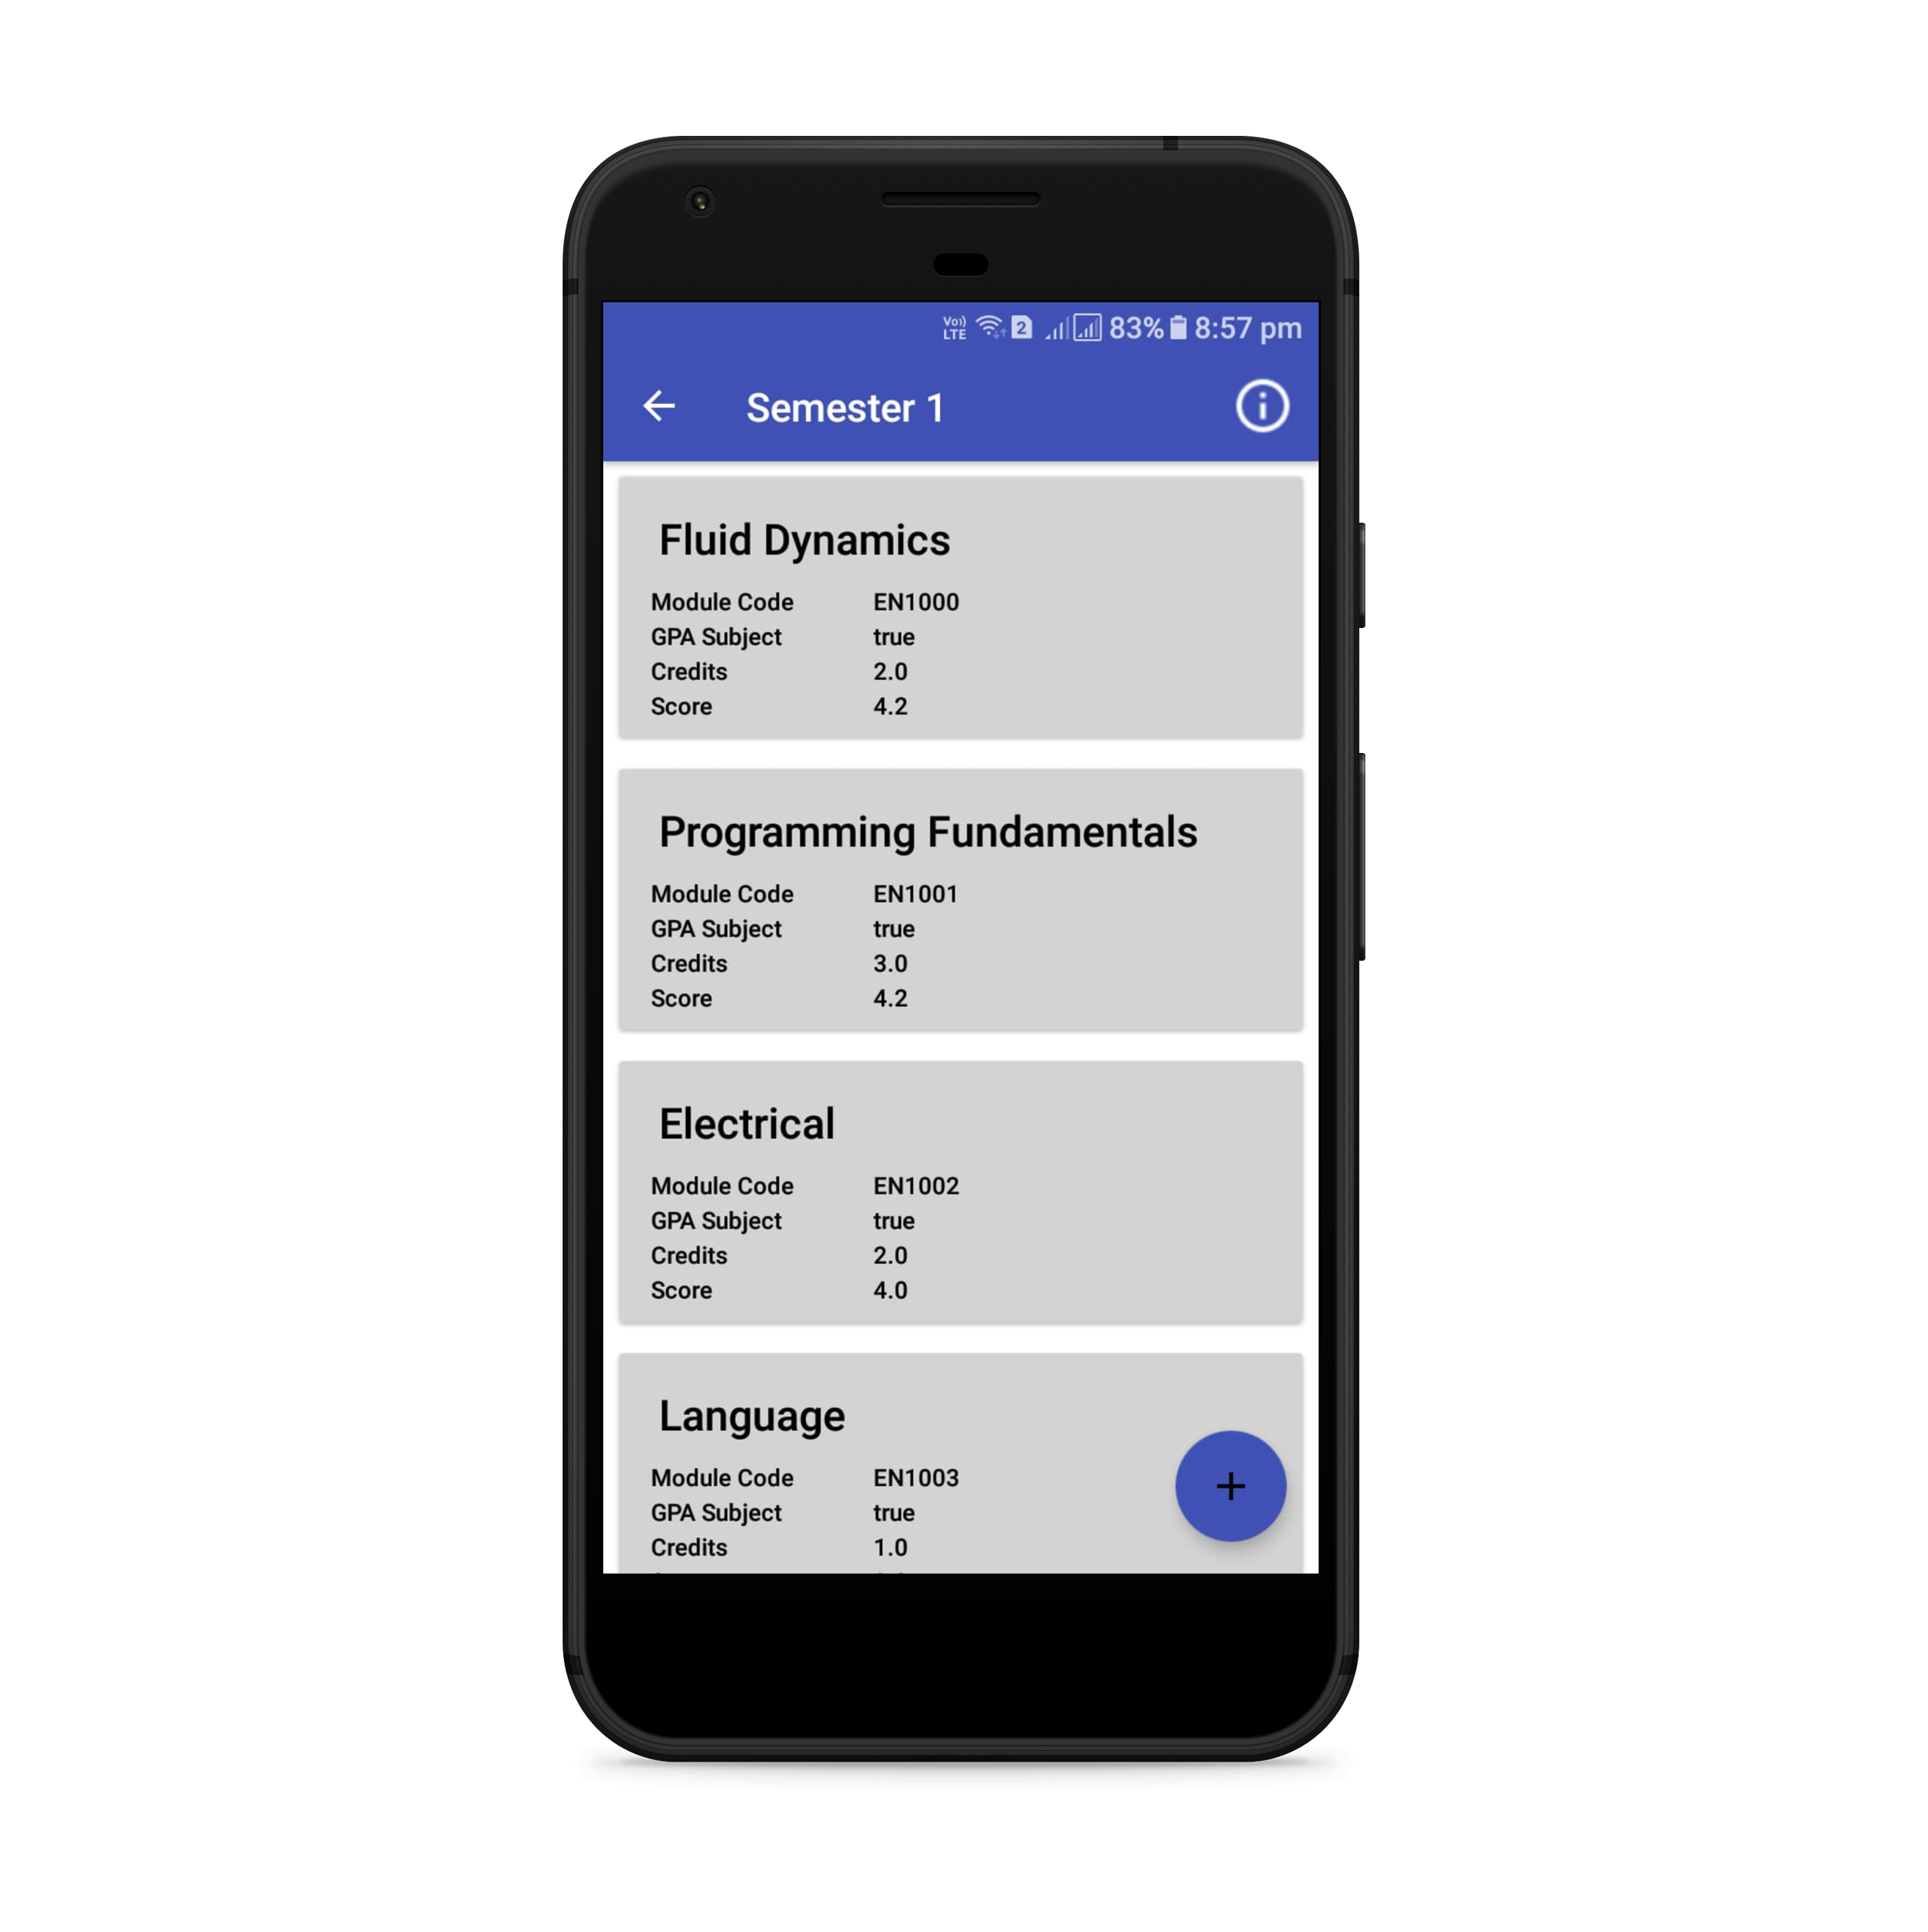 Vo)) LTE 2 83% 8:57 pm
Semester 1
Fluid Dynamics
Module Code EN1000
GPA Subject true
Credits 2.0
Score 4.2
Programming Fundamentals
Module Code EN1001
GPA Subject true
Credits 3.0
Score 4.2
Electrical
Module Code EN1002
GPA Subject true
Credits 2.0
Score 4.0
Language
Module Code EN1003
GPA Subject true
Credits 1.0